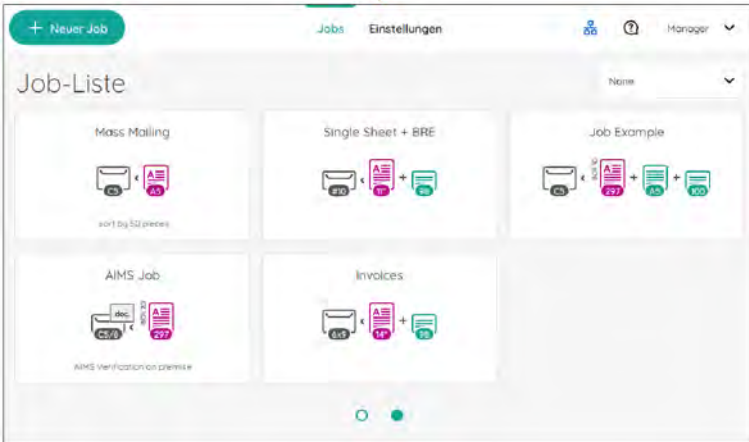 + Neuer Job
Jobs
Einstellungen
Manager
Job-Liste
None
Mass Mailing
C5
A5
sort by 50 pieces
Single Sheet + BRE
#10
11"
9B
Job Example
C5
297
A5
100
AIMS Job
doc.
C5/6
297
AIMS Verification on premise
Invoices
6x9
14"
9B